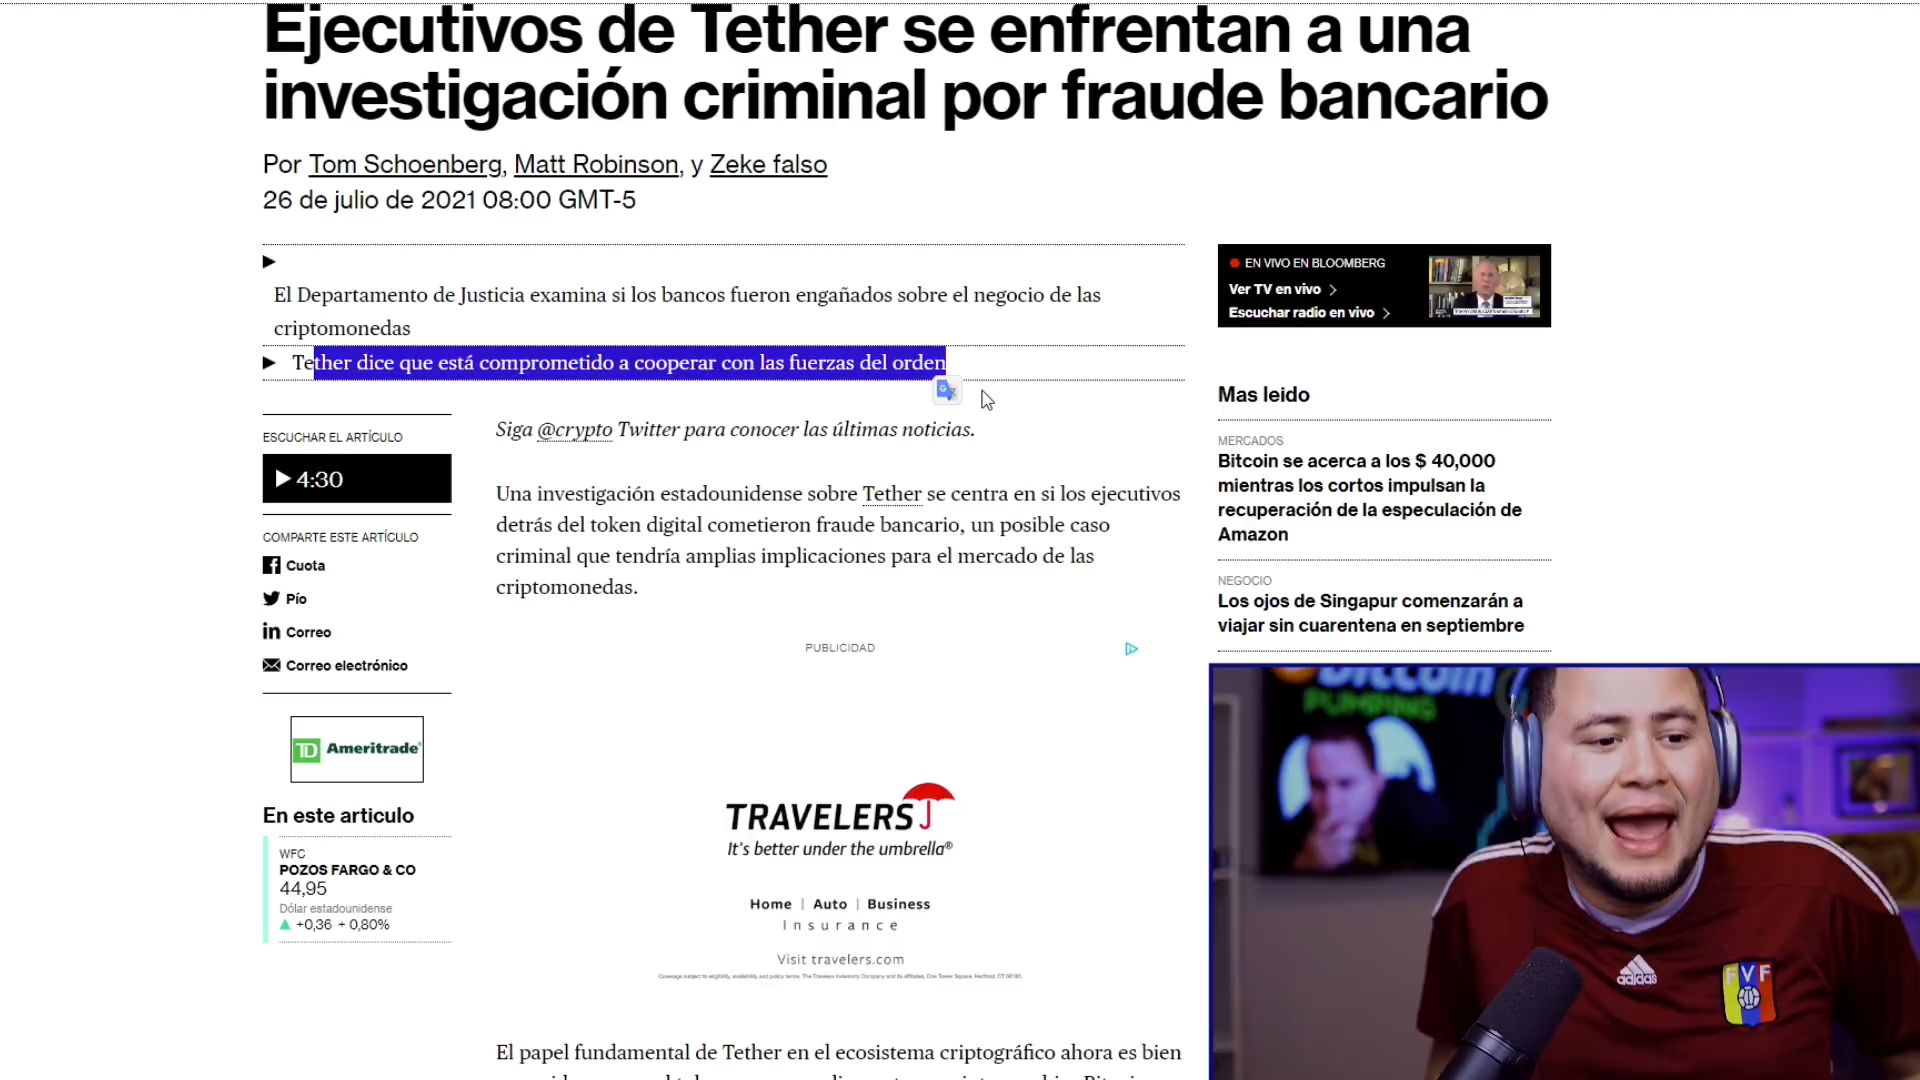 Ejecutivos de Tether se enfrentan a una
investigación criminal por fraude bancario
Por Tom Schoenberg, Matt Robinson, y Zeke falso
26 de julio de 2021 08:00 GMT-5
El Departamento de Justicia examina si los bancos fueron engañados sobre el negocio de las
criptomonedas
Tether dice que está comprometido a cooperar con las fuerzas del orden
ESCUCHAR EL ARTÍCULO
4:30
COMPARTE ESTE ARTÍCULO
Cuota
Pío
Correo
Correo electrónico
TD Ameritrade
En este articulo
WFC
POZOS FARGO & CO
44,95
Dólar estadounidense
+0,36 + 0,80%
Siga @crypto Twitter para conocer las últimas noticias.
Una investigación estadounidense sobre Tether se centra en si los ejecutivos
detrás del token digital cometieron fraude bancario, un posible caso
criminal que tendría amplias implicaciones para el mercado de las
criptomonedas.
PUBLICIDAD
TRAVELERS
It's better under the umbrella®
Home | Auto | Business
Insurance
Visit travelers.com
El papel fundamental de Tether en el ecosistema criptográfico ahora es bien
EN VIVO EN BLOOMBERG
Ver TV en vivo
Escuchar radio en vivo
Mas leido
MERCADOS
Bitcoin se acerca a los $ 40,000
mientras los cortos impulsan la
recuperación de la especulación de
Amazon
NEGOCIO
Los ojos de Singapur comenzarán a
viajar sin cuarentena en septiembre
adidas
FVF